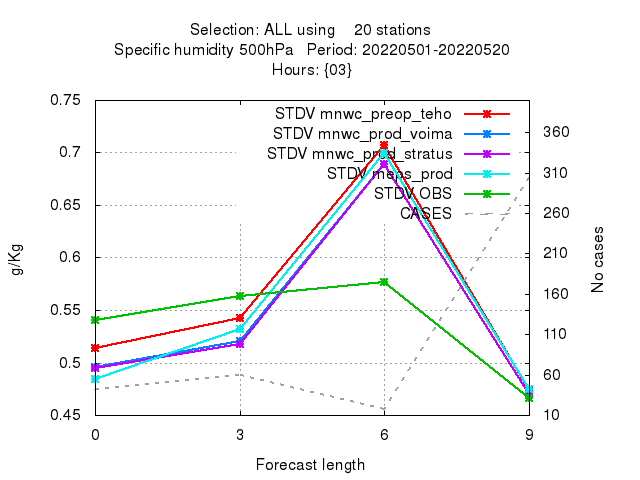 Selection: ALL using    20 stations
Specific humidity 500hPa   Period: 20220501-20220520
Hours: {03}
STDV mnwc_preop_teho
STDV mnwc_prod_voima
STDV mnwc_prod_stratus
STDV meps_prod
STDV OBS
CASES
0.75
0.7
0.65
0.6
0.55
0.5
0.45
g/Kg
360
310
260
210
160
110
60
10
No cases
0 3 6 9
Forecast length